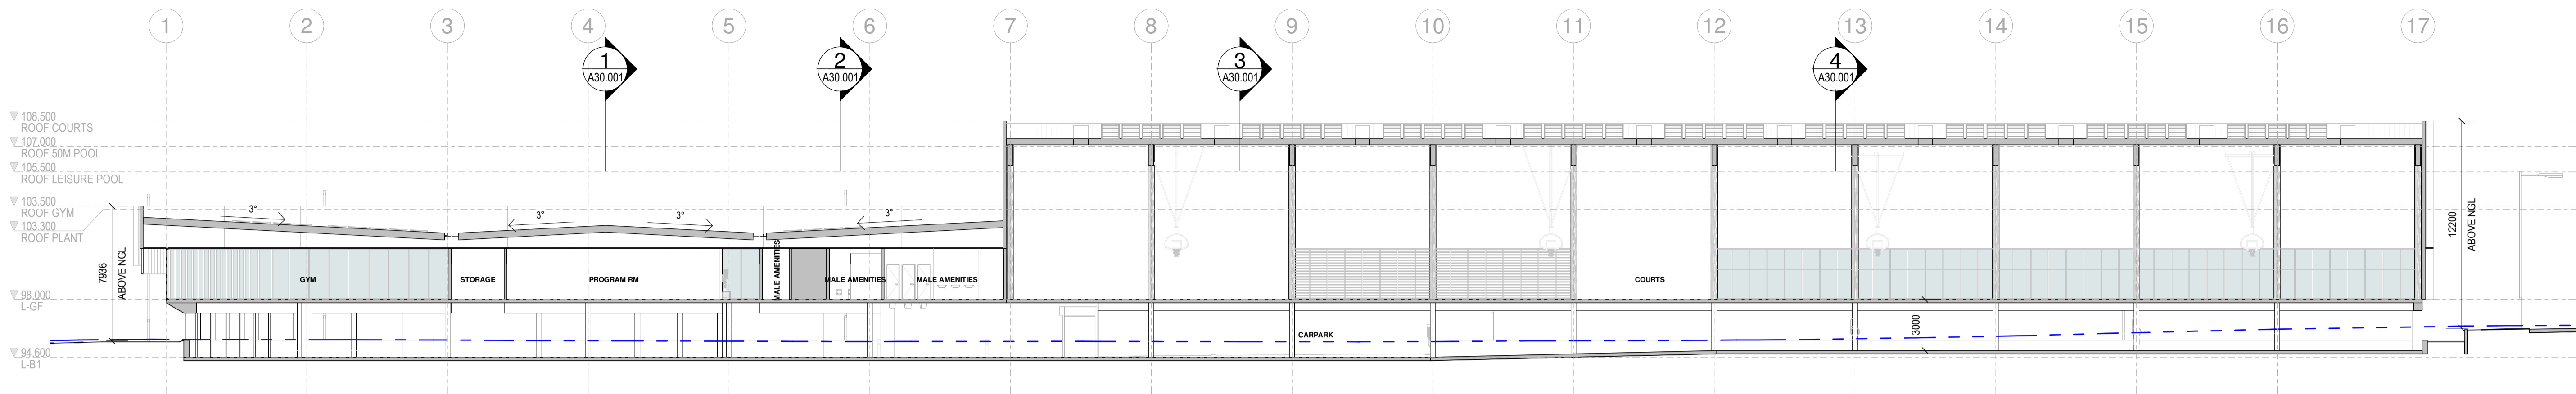 1 2 3 4 5 6 7 8 9 10 11 12 13 14 15 16 17
1
A30.001
2
A30.001
3
A30.001
4
A30.001
108,500
ROOF COURTS
107,000
ROOF 50M POOL
105,500
ROOF LEISURE POOL
103,500
ROOF GYM
103,300
ROOF PLANT
98,000
L-GF
94,600
L-B1
7936
ABOVE NGL
3°
3°
3°
3°
GYM
STORAGE
PROGRAM RM
MALE AMENITIES
MALE AMENITIES
MALE AMENITIES
COURTS
CARPARK
3000
12200
ABOVE NGL